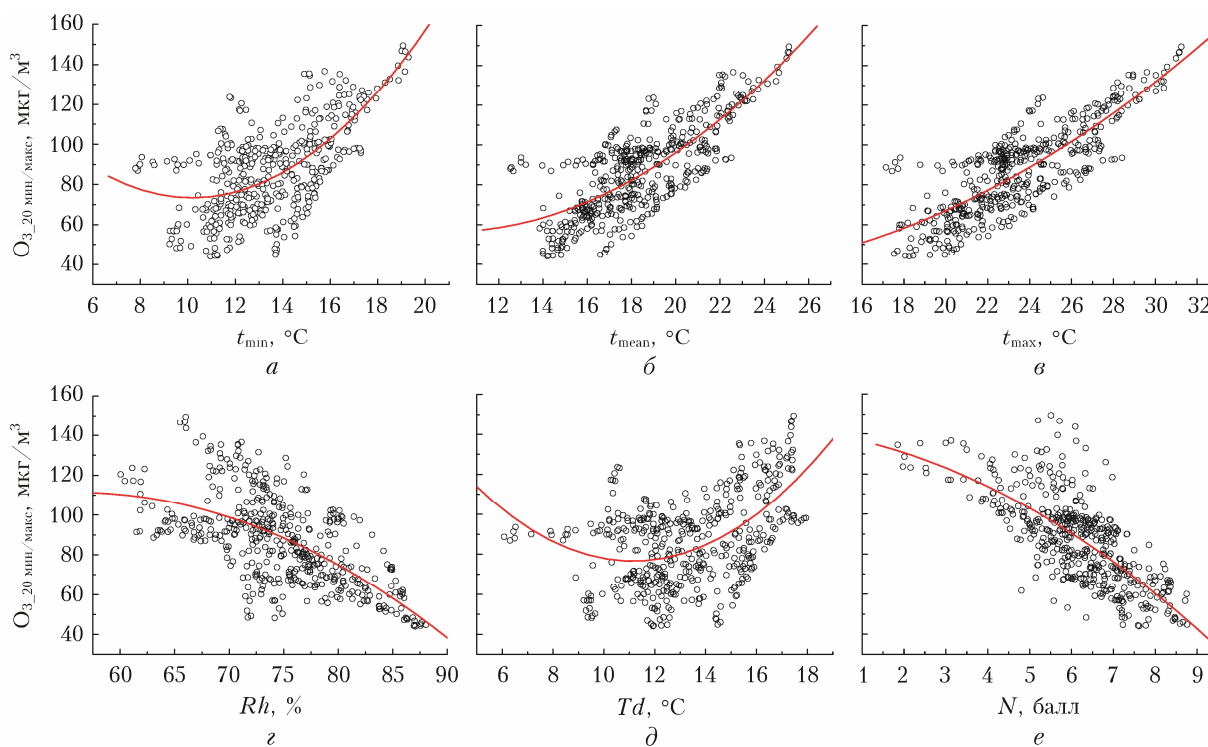 160
140
120
100
80
60
40
O3_20 мин/макс, мкг/м3
6 8 10 12 14 16 18 20
12 14 16 18 20 22 24 26
16 18 20 22 24 26 28 30 32
tmin, °C
tmean, °C
tmax, °C
а
б
в
160
140
120
100
80
60
40
O3_20 мин/макс, мкг/м3
60 65 70 75 80 85 90
6 8 10 12 14 16 18
1 2 3 4 5 6 7 8 9
Rh, %
Td, °C
N, балл
г
д
е